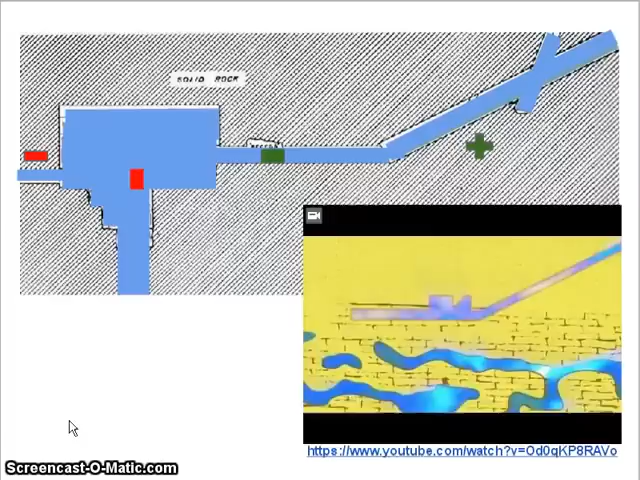 SOLID ROCK
https://www.youtube.com/watch?v=Od0qKP8RAVo
Screencast-O-Matic.com